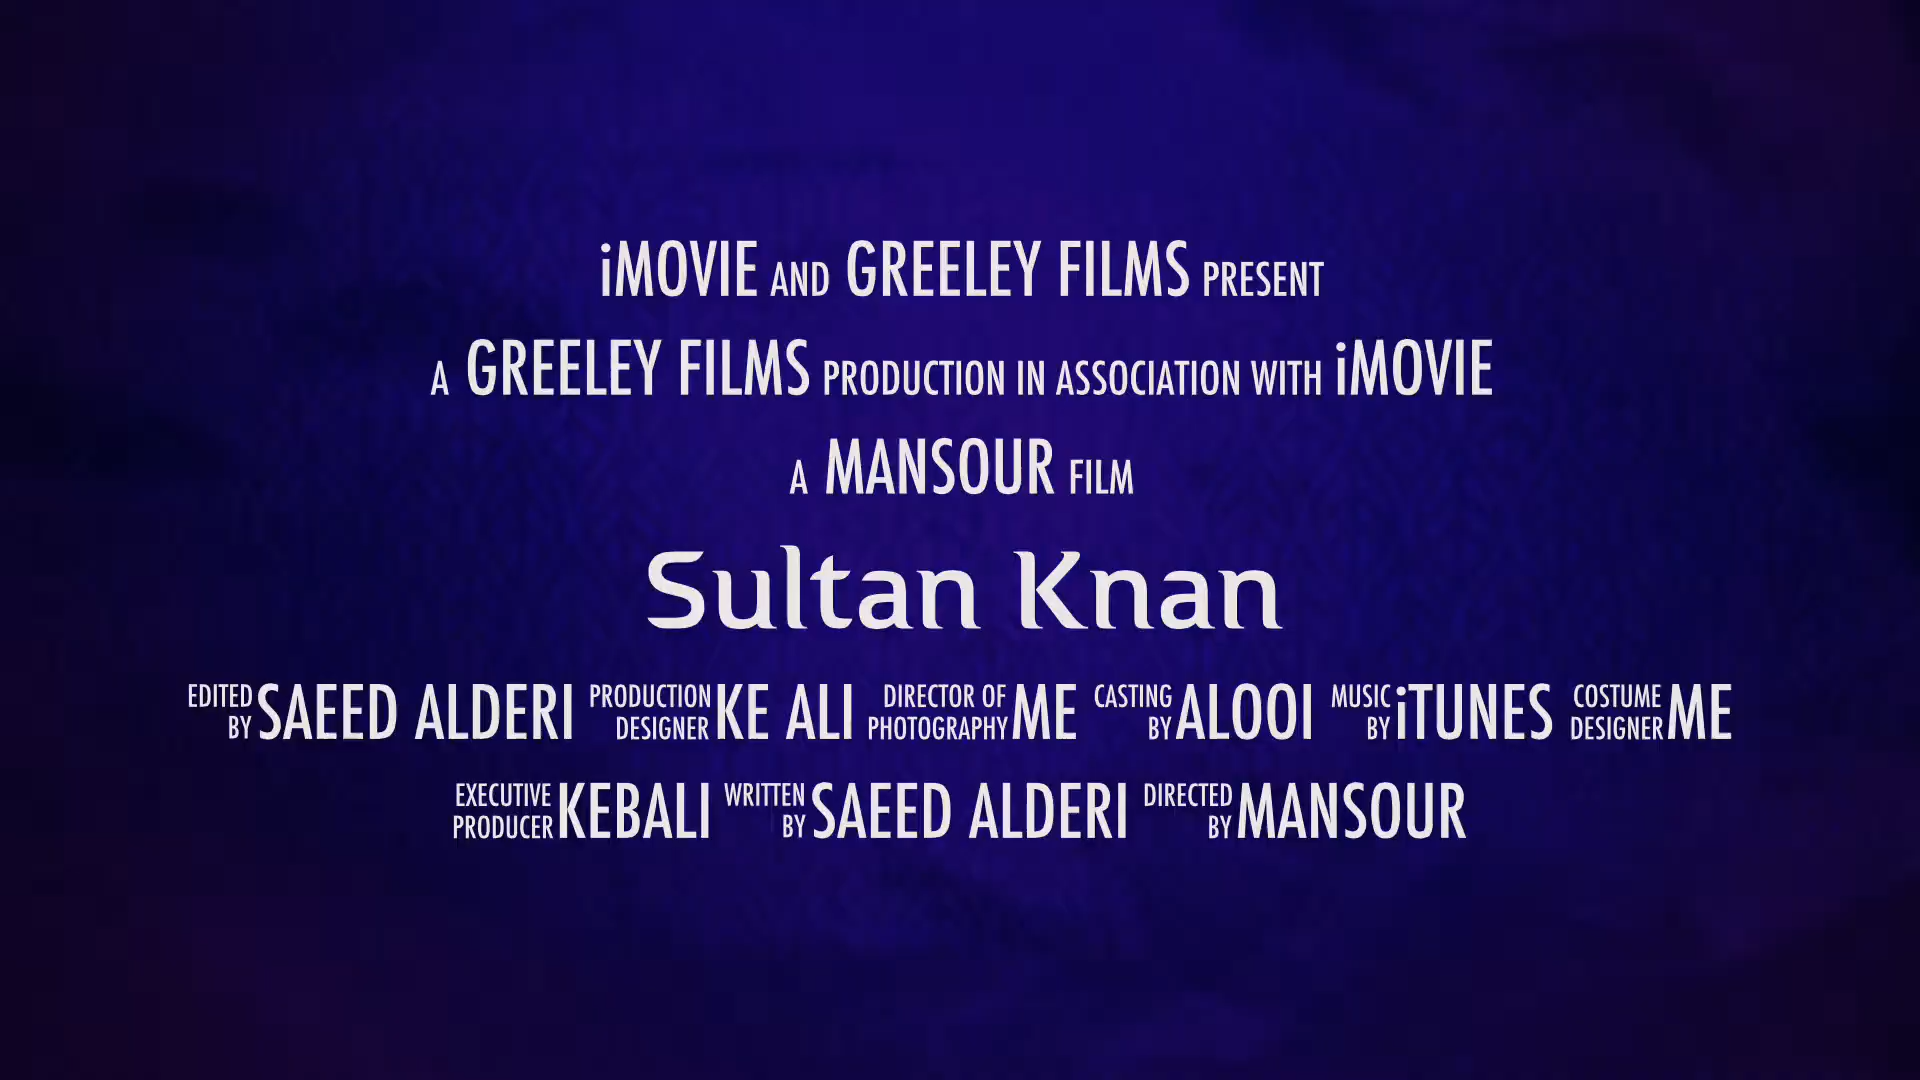 iMOVIE AND GREELEY FILMS PRESENT
A GREELEY FILMS PRODUCTION IN ASSOCIATION WITH iMOVIE
A MANSOUR FILM
Sultan Knan
EDITED BY SAEED ALDERI PRODUCTION DESIGNER KE ALI DIRECTOR OF PHOTOGRAPHY ME CASTING BY ALOOI MUSIC BY iTUNES COSTUME DESIGNER ME
EXECUTIVE PRODUCER KEBALI WRITTEN BY SAEED ALDERI DIRECTED BY MANSOUR